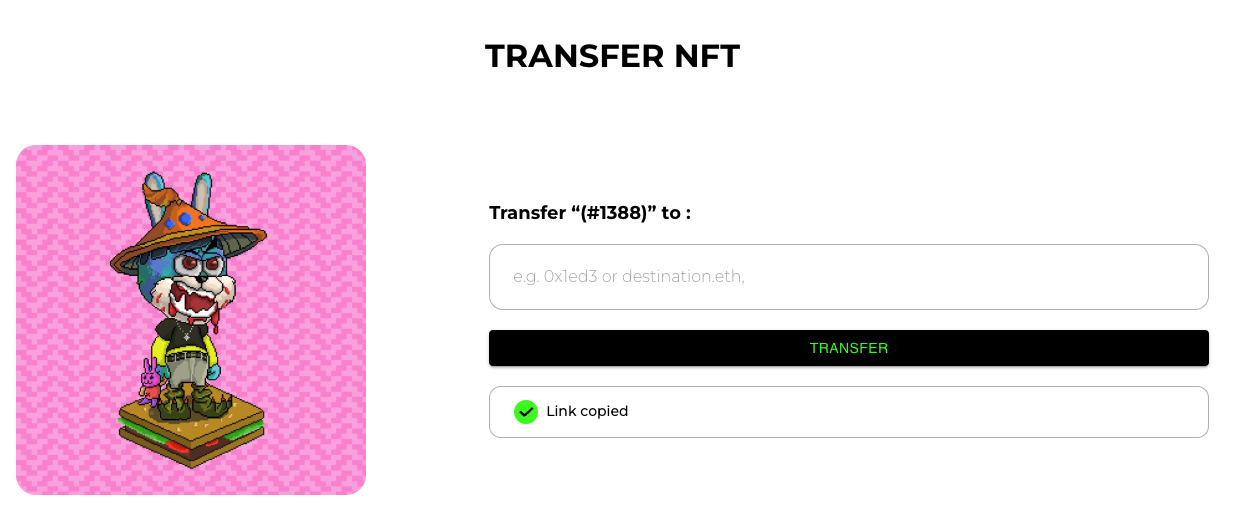 TRANSFER NFT
Transfer “(#1388)” to :
e.g. 0x1ed3 or destination.eth,
TRANSFER
Link copied